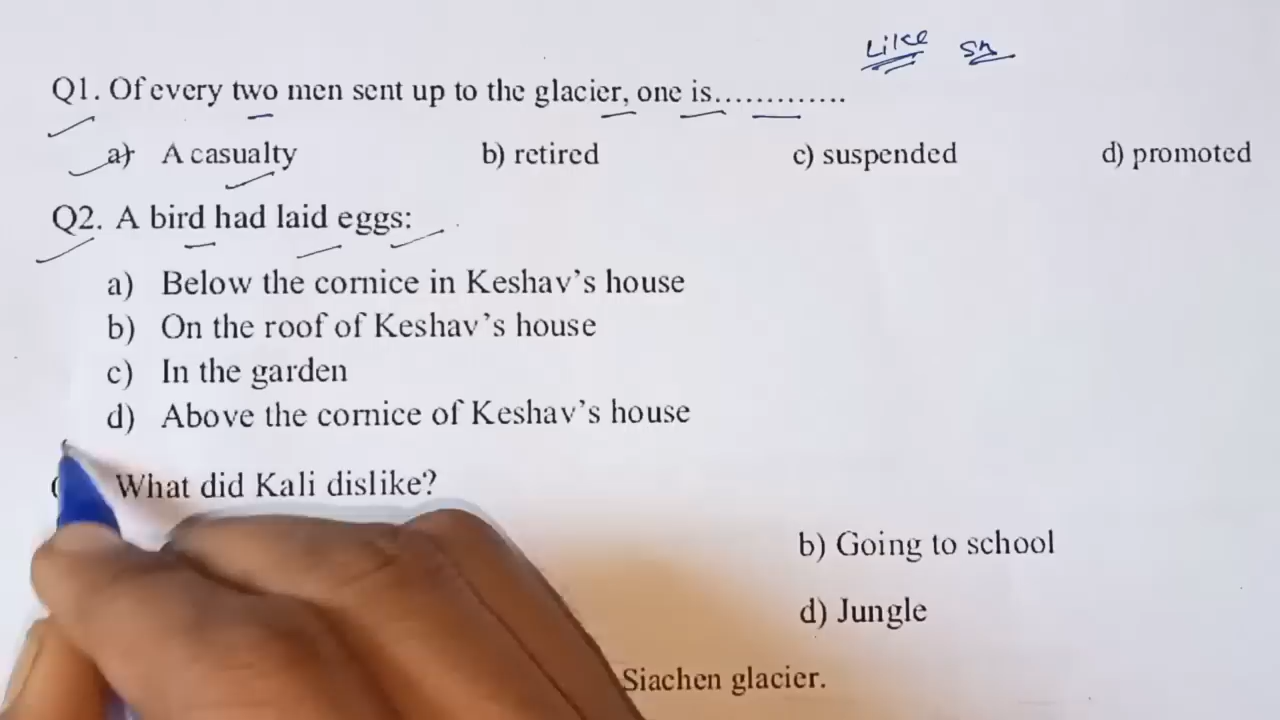 Like
Q1. Of every two men sent up to the glacier, one is.............
a) A casualty b) retired c) suspended d) promoted
Q2. A bird had laid eggs:
a) Below the cornice in Keshav's house
b) On the roof of Keshav's house
c) In the garden
d) Above the cornice of Keshav's house
What did Kali dislike?
b) Going to school
d) Jungle
Siachen glacier.